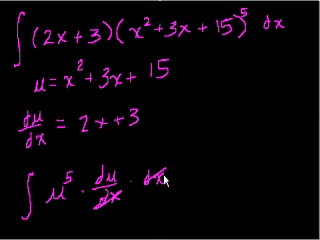 ∫ (2x+3)(x²+3x+15)⁵ dx
u = x²+3x+15
du/dx = 2x+3
∫ u⁵ · du/dx · dx